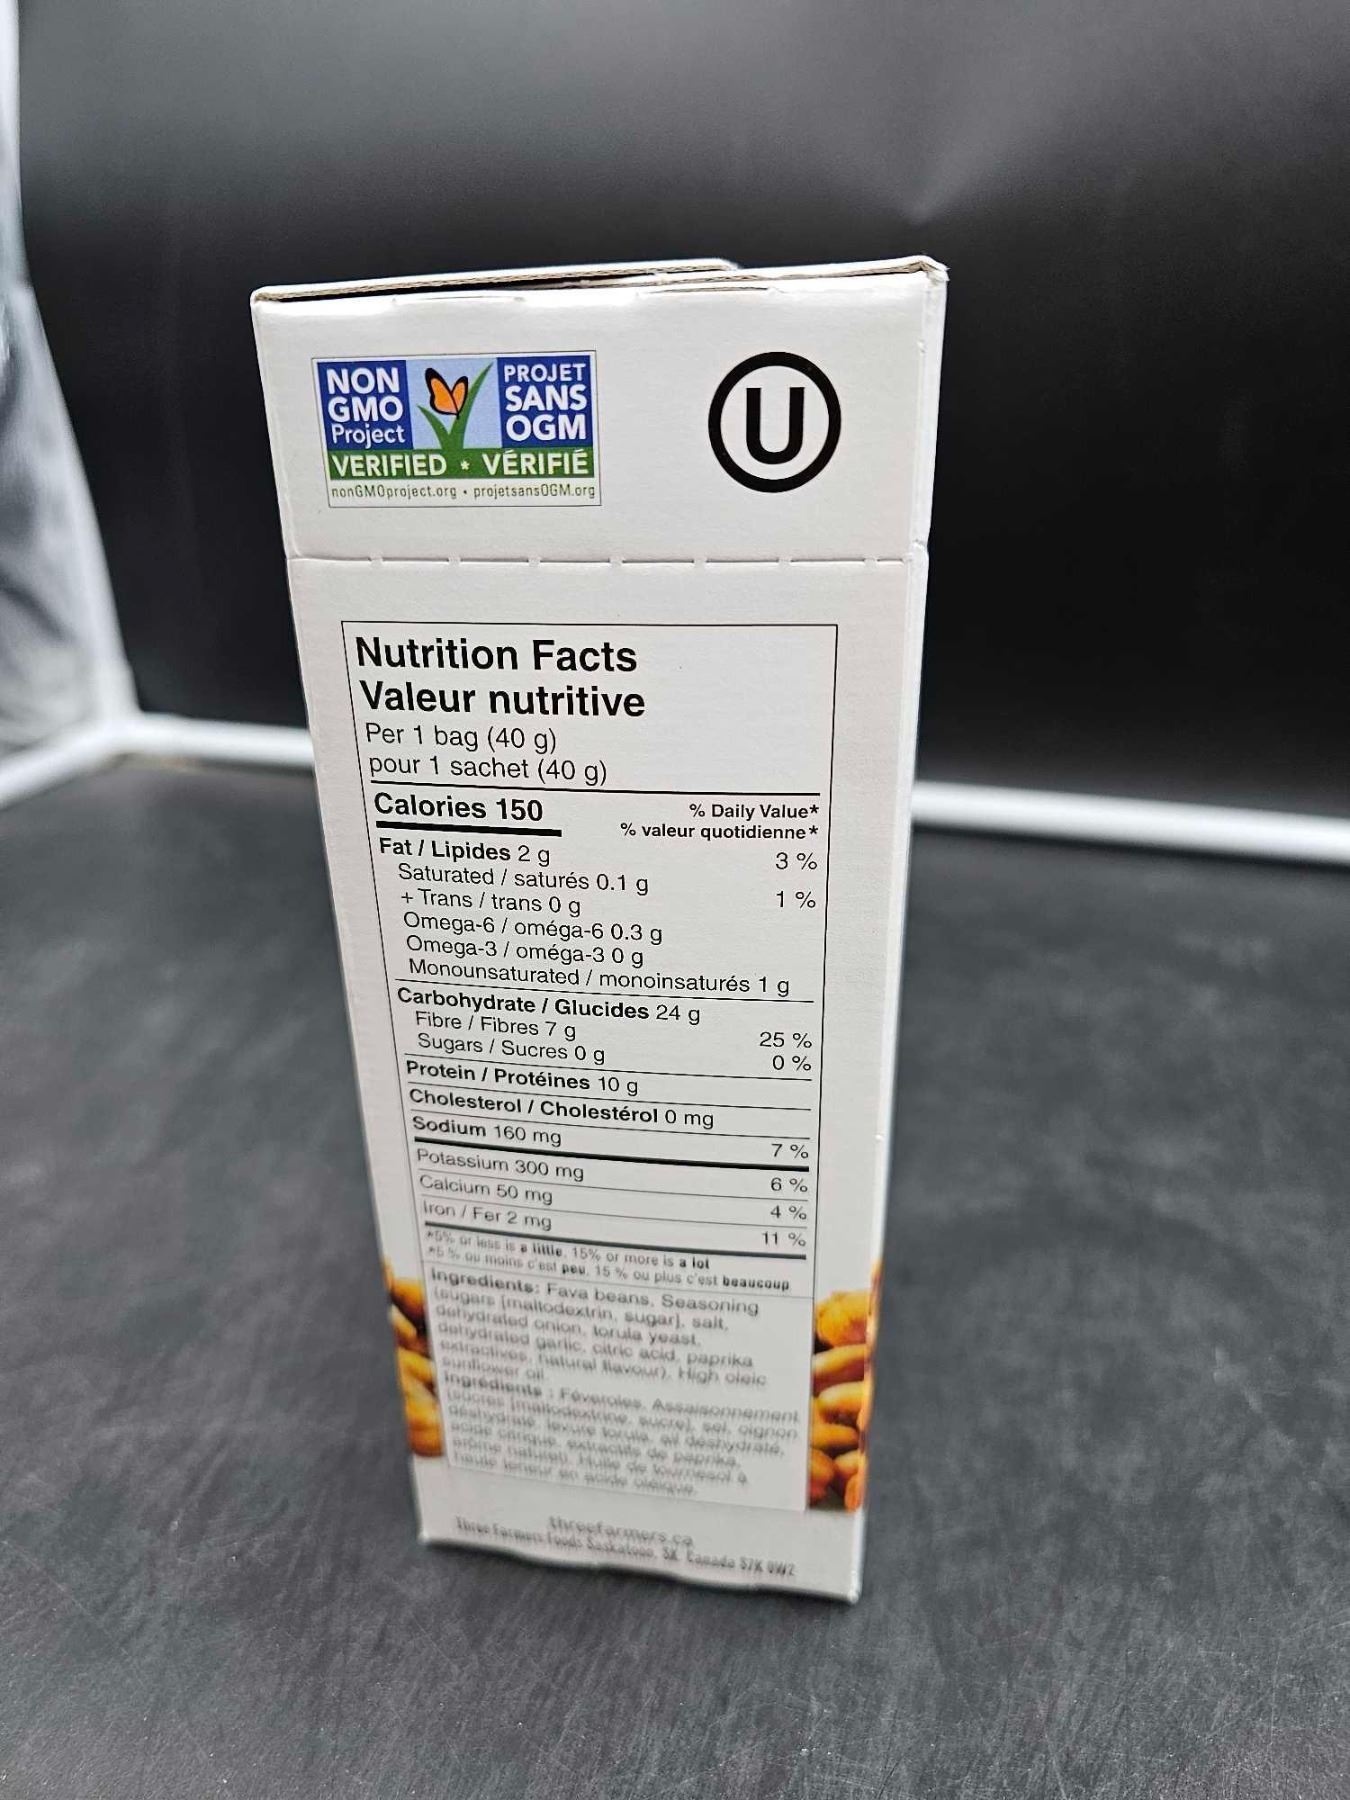 NON
GMO
Project
PROJET
SANS
OGM
VERIFIED * VÉRIFIÉ
nonGMOproject.org • projetsansOGM.org
U
Nutrition Facts
Valeur nutritive
Per 1 bag (40 g)
pour 1 sachet (40 g)
Calories 150
% Daily Value*
% valeur quotidienne*
Fat / Lipides 2 g 3 %
Saturated / saturés 0.1 g
+ Trans / trans 0 g 1 %
Omega-6 / oméga-6 0.3 g
Omega-3 / oméga-3 0 g
Monounsaturated / monoinsaturés 1 g
Carbohydrate / Glucides 24 g
Fibre / Fibres 7 g 25 %
Sugars / Sucres 0 g 0 %
Protein / Protéines 10 g
Cholesterol / Cholestérol 0 mg
Sodium 160 mg 7 %
Potassium 300 mg 6 %
Calcium 50 mg 4 %
Iron / Fer 2 mg 11 %
*5% or less is a little, 15% or more is a lot
*5 % ou moins c'est peu, 15 % ou plus c'est beaucoup
Ingredients: Fava beans, Seasoning
(sugars [maltodextrin, sugar], salt,
dehydrated onion, torula yeast,
dehydrated garlic, citric acid, paprika
extractives, natural flavour), High oleic
sunflower oil.
Ingrédients : Féveroles, Assaisonnement
(sucres [maltodextrine, sucre], sel, oignon
déshydraté, levure torula, ail déshydraté,
acide citrique, extractifs de paprika,
arôme naturel), Huile de tournesol à
haute teneur en acide oléique.
threefarmers.ca
Three Farmers Foods Saskatoon, SK Canada S7K 0W2